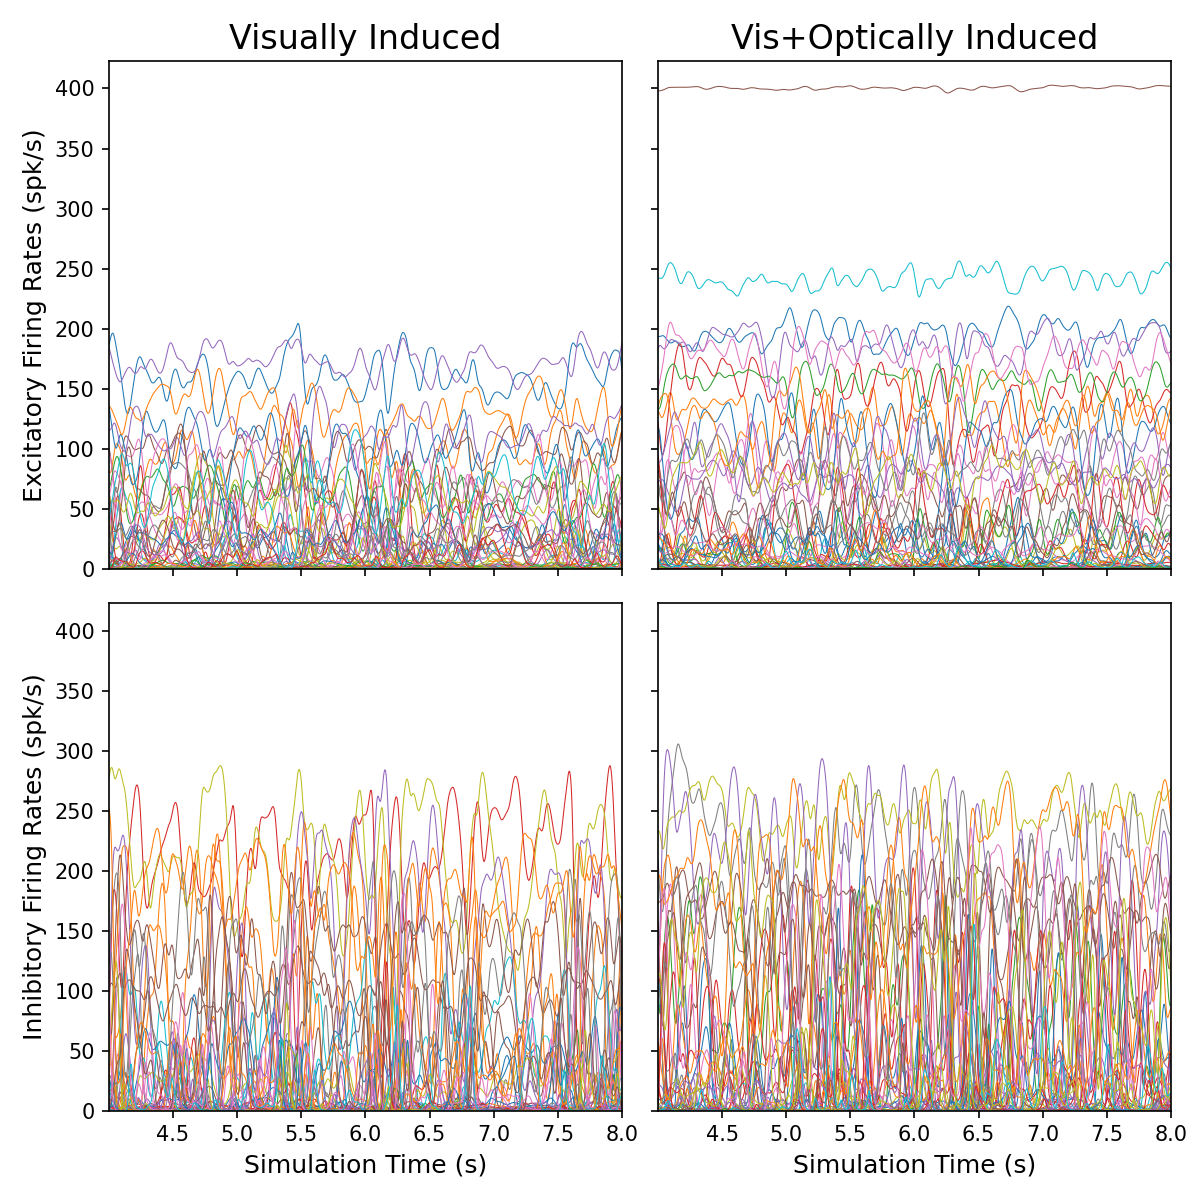 Visually Induced
Vis+Optically Induced
Excitatory Firing Rates (spk/s)
400
350
300
250
200
150
100
50
0
Inhibitory Firing Rates (spk/s)
400
350
300
250
200
150
100
50
0
4.5 5.0 5.5 6.0 6.5 7.0 7.5 8.0
Simulation Time (s)
4.5 5.0 5.5 6.0 6.5 7.0 7.5 8.0
Simulation Time (s)